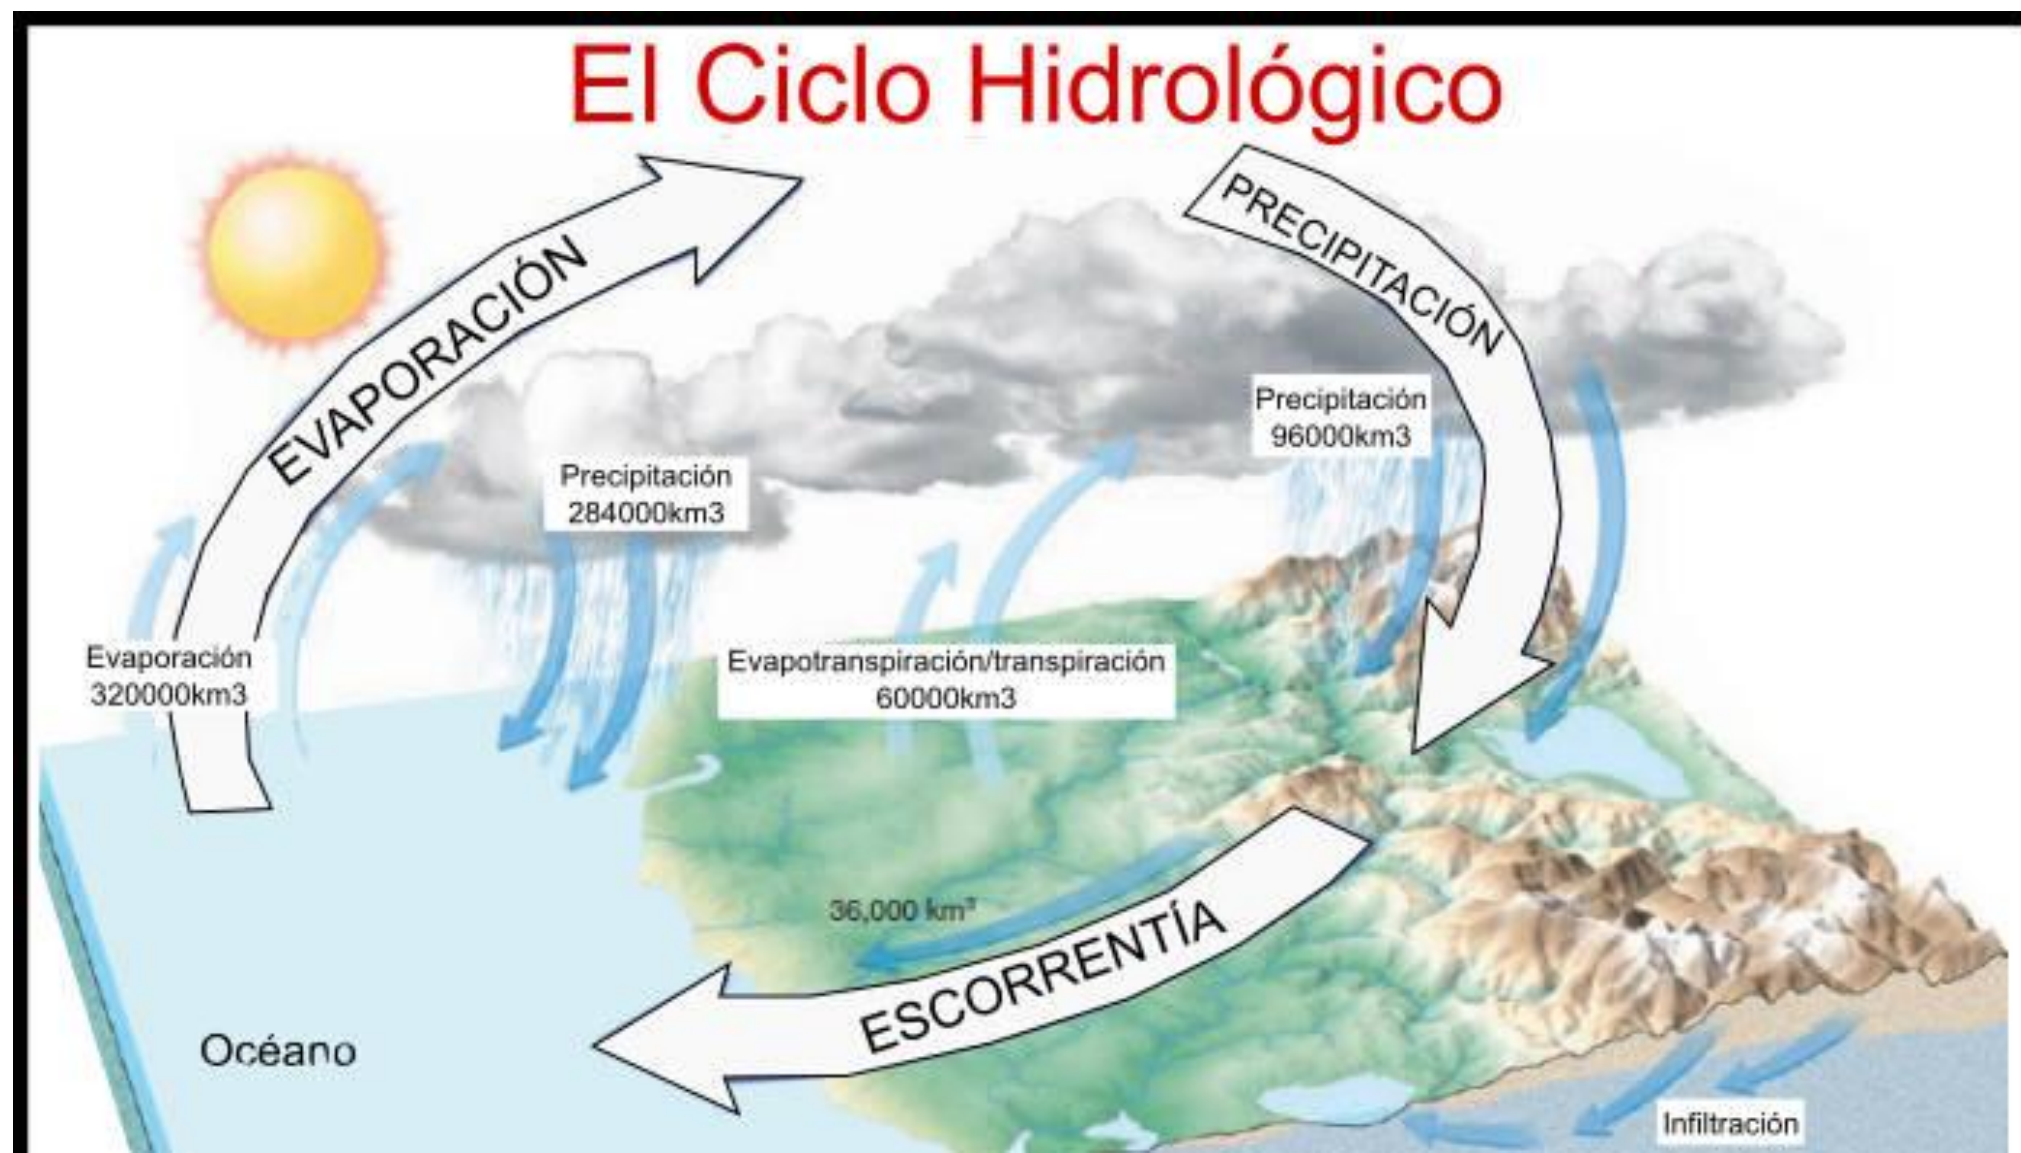 El Ciclo Hidrológico
EVAPORACIÓN
PRECIPITACIÓN
Precipitación
96000km3
Precipitación
284000km3
Evaporación
320000km3
Evapotranspiración/transpiración
60000km3
36,000 km³
ESCORRENTÍA
Océano
Infiltración